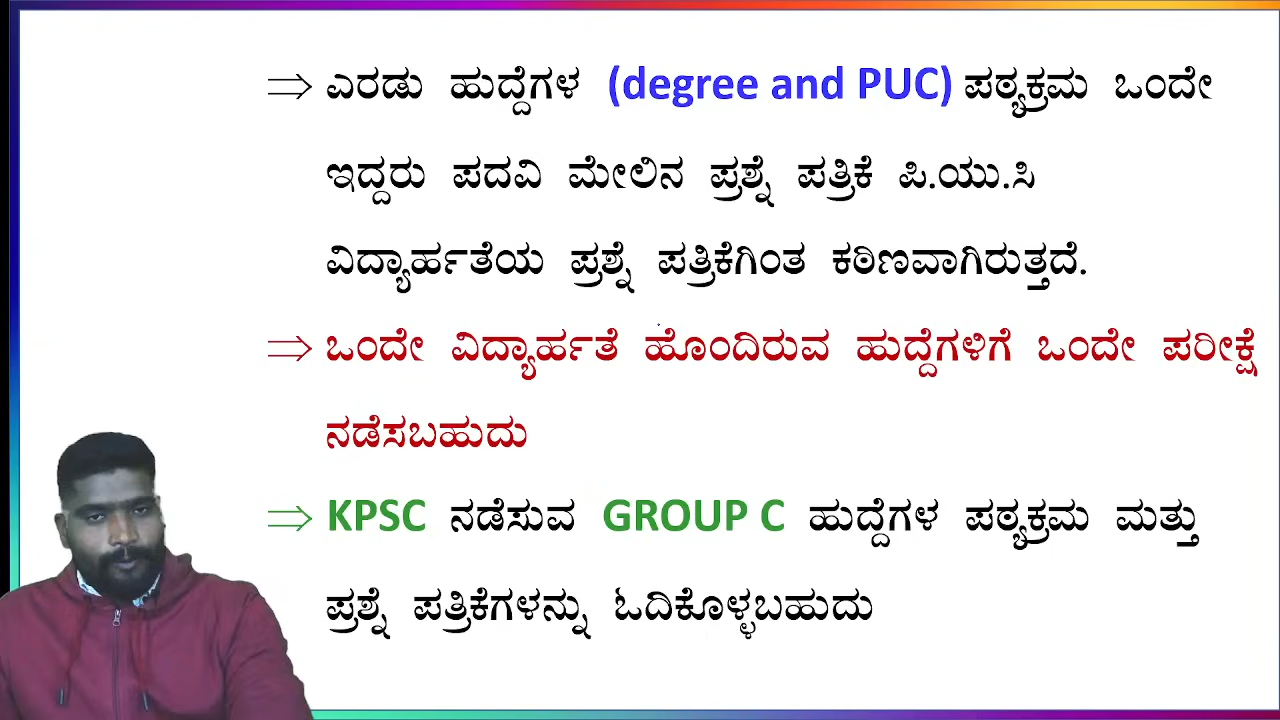 ⇒ ಎರಡು ಹುದ್ದೆಗಳ (degree and PUC) ಪಠ್ಯಕ್ರಮ ಒಂದೇ
ಇದ್ದರು ಪದವಿ ಮೇಲಿನ ಪ್ರಶ್ನೆ ಪತ್ರಿಕೆ ಪಿ.ಯು.ಸಿ
ವಿದ್ಯಾರ್ಹತೆಯ ಪ್ರಶ್ನೆ ಪತ್ರಿಕೆಗಿಂತ ಕಠಿಣವಾಗಿರುತ್ತದೆ.
⇒ ಒಂದೇ ವಿದ್ಯಾರ್ಹತೆ ಹೊಂದಿರುವ ಹುದ್ದೆಗಳಿಗೆ ಒಂದೇ ಪರೀಕ್ಷೆ
ನಡೆಸಬಹುದು
⇒ KPSC ನಡೆಸುವ GROUP C ಹುದ್ದೆಗಳ ಪಠ್ಯಕ್ರಮ ಮತ್ತು
ಪ್ರಶ್ನೆ ಪತ್ರಿಕೆಗಳನ್ನು ಓದಿಕೊಳ್ಳಬಹುದು